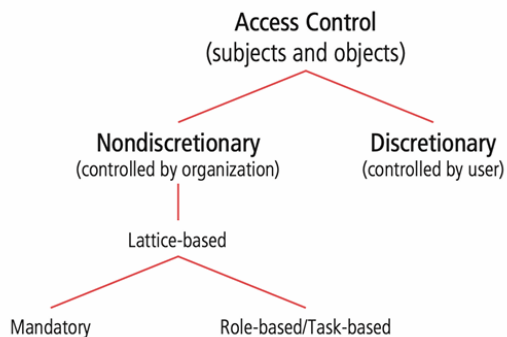 Access Control
(subjects and objects)
Nondiscretionary
(controlled by organization)
Discretionary
(controlled by user)
Lattice-based
Mandatory
Role-based/Task-based